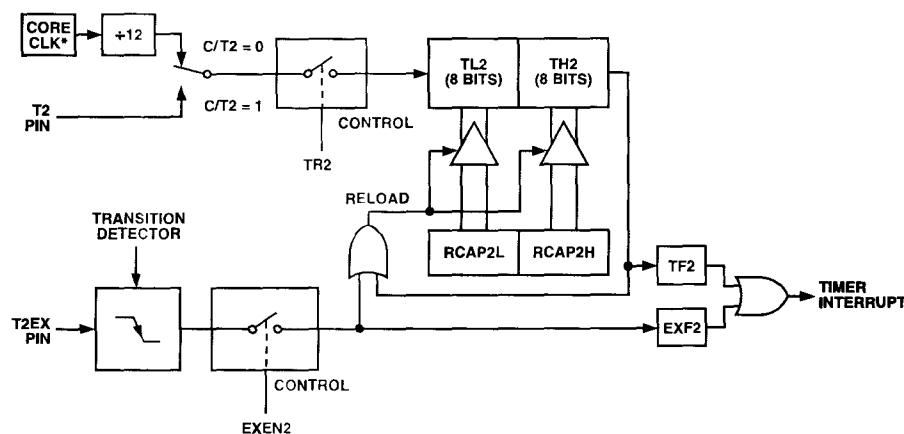 CORE
CLK*
÷12
C/T2 = 0
C/T2 = 1
T2
PIN
CONTROL
TR2
TL2
(8 BITS)
TH2
(8 BITS)
RELOAD
TRANSITION
DETECTOR
RCAP2L
RCAP2H
TF2
TIMER
INTERRUPT
T2EX
PIN
EXF2
CONTROL
EXEN2